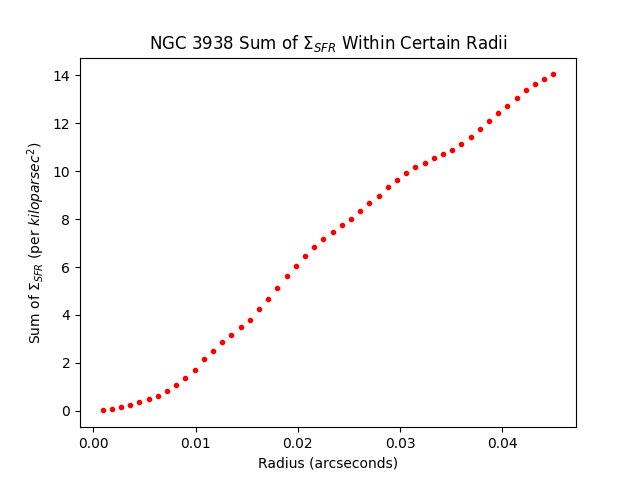 NGC 3938 Sum of Σ_SFR Within Certain Radii
Sum of Σ_SFR (per kiloparsec²)
14
12
10
8
6
4
2
0
0.00 0.01 0.02 0.03 0.04
Radius (arcseconds)